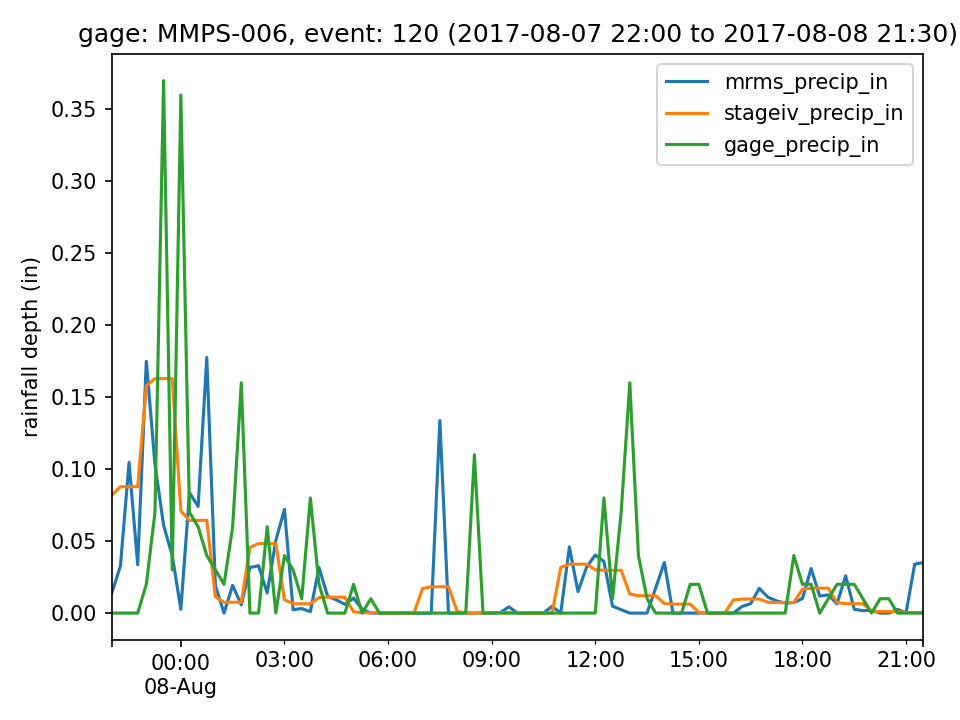 gage: MMPS-006, event: 120 (2017-08-07 22:00 to 2017-08-08 21:30)
mrms_precip_in
stageiv_precip_in
gage_precip_in
rainfall depth (in)
0.35
0.30
0.25
0.20
0.15
0.10
0.05
0.00
00:00 03:00 06:00 09:00 12:00 15:00 18:00 21:00
08-Aug